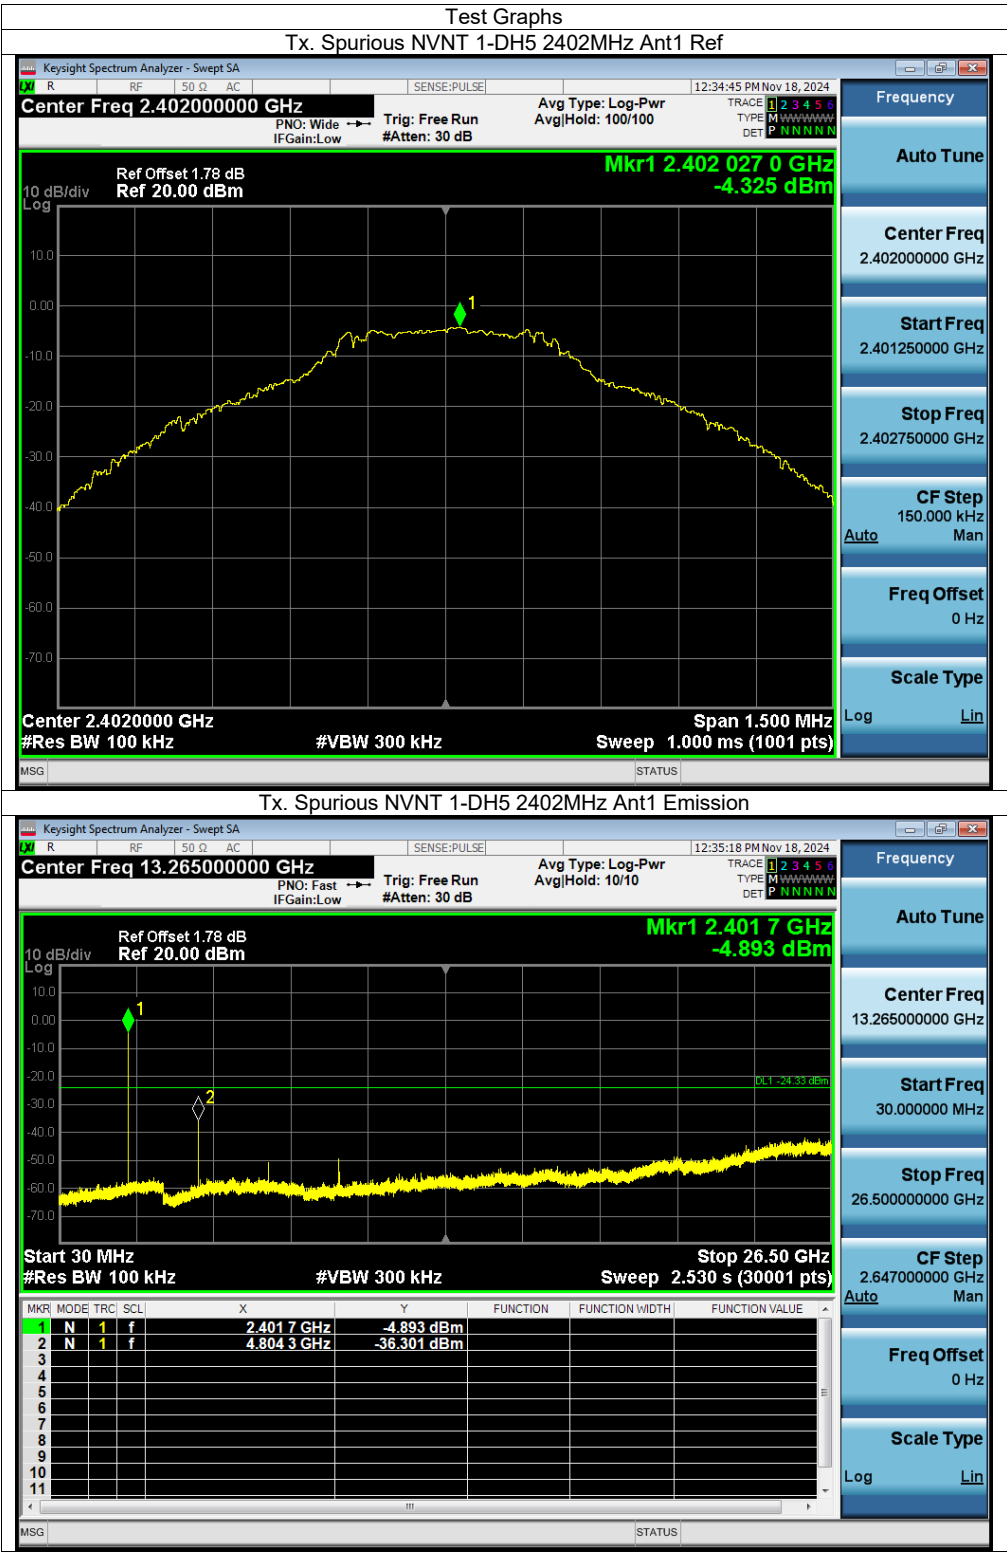 Test Graphs
Tx. Spurious NVNT 1-DH5 2402MHz Ant1 Ref
Keysight Spectrum Analyzer - Swept SA
LXI R RF 50 Ω AC SENSE:PULSE 12:34:45 PM Nov 18, 2024
Center Freq 2.402000000 GHz
PNO: Wide
IFGain:Low
Trig: Free Run
#Atten: 30 dB
Avg Type: Log-Pwr
Avg|Hold: 100/100
TRACE 1 2 3 4 5 6
TYPE M WWWWW
DET P N N N N N
Frequency
Auto Tune
Center Freq
2.402000000 GHz
Start Freq
2.401250000 GHz
Stop Freq
2.402750000 GHz
CF Step
150.000 kHz
Auto Man
Freq Offset
0 Hz
Scale Type
Log Lin
Mkr1 2.402 027 0 GHz
-4.325 dBm
Ref Offset 1.78 dB
10 dB/div Ref 20.00 dBm
Log
10.0
0.00
-10.0
-20.0
-30.0
-40.0
-50.0
-60.0
-70.0
1
Center 2.4020000 GHz Span 1.500 MHz
#Res BW 100 kHz #VBW 300 kHz Sweep 1.000 ms (1001 pts)
MSG STATUS
Tx. Spurious NVNT 1-DH5 2402MHz Ant1 Emission
Keysight Spectrum Analyzer - Swept SA
LXI R RF 50 Ω AC SENSE:PULSE 12:35:18 PM Nov 18, 2024
Center Freq 13.265000000 GHz
PNO: Fast
IFGain:Low
Trig: Free Run
#Atten: 30 dB
Avg Type: Log-Pwr
Avg|Hold: 10/10
TRACE 1 2 3 4 5 6
TYPE M WWWWW
DET P N N N N N
Frequency
Auto Tune
Center Freq
13.265000000 GHz
Start Freq
30.000000 MHz
Stop Freq
26.500000000 GHz
CF Step
2.647000000 GHz
Auto Man
Freq Offset
0 Hz
Scale Type
Log Lin
Mkr1 2.401 7 GHz
-4.893 dBm
Ref Offset 1.78 dB
10 dB/div Ref 20.00 dBm
Log
10.0
0.00
-10.0
-20.0
-30.0
-40.0
-50.0
-60.0
-70.0
1
2
DL1 -24.33 dBm
Start 30 MHz Stop 26.50 GHz
#Res BW 100 kHz #VBW 300 kHz Sweep 2.530 s (30001 pts)
MKR MODE TRC SCL X Y FUNCTION FUNCTION WIDTH FUNCTION VALUE
1 N 1 f 2.401 7 GHz -4.893 dBm
2 N 1 f 4.804 3 GHz -36.301 dBm
3
4
5
6
7
8
9
10
11
MSG STATUS